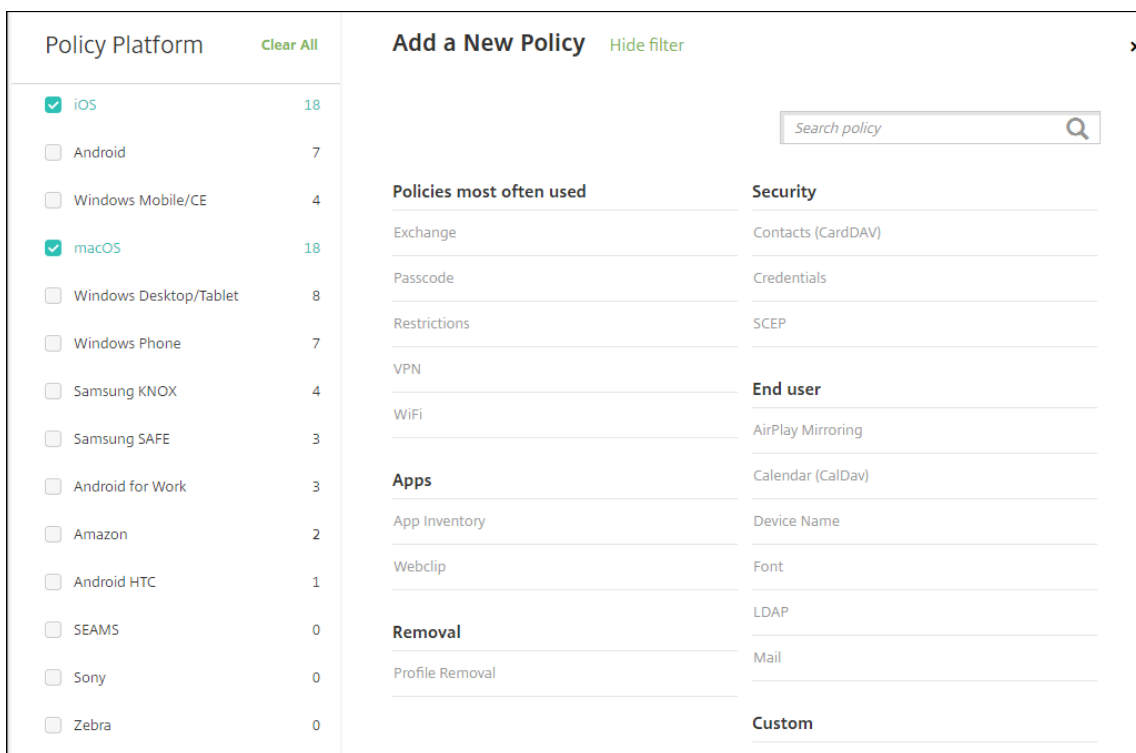 Policy Platform Clear All
iOS 18
Android 7
Windows Mobile/CE 4
macOS 18
Windows Desktop/Tablet 8
Windows Phone 7
Samsung KNOX 4
Samsung SAFE 3
Android for Work 3
Amazon 2
Android HTC 1
SEAMS 0
Sony 0
Zebra 0
Add a New Policy Hide filter
Search policy
Policies most often used
Exchange
Passcode
Restrictions
VPN
WiFi
Apps
App Inventory
Webclip
Removal
Profile Removal
Security
Contacts (CardDAV)
Credentials
SCEP
End user
AirPlay Mirroring
Calendar (CalDav)
Device Name
Font
LDAP
Mail
Custom